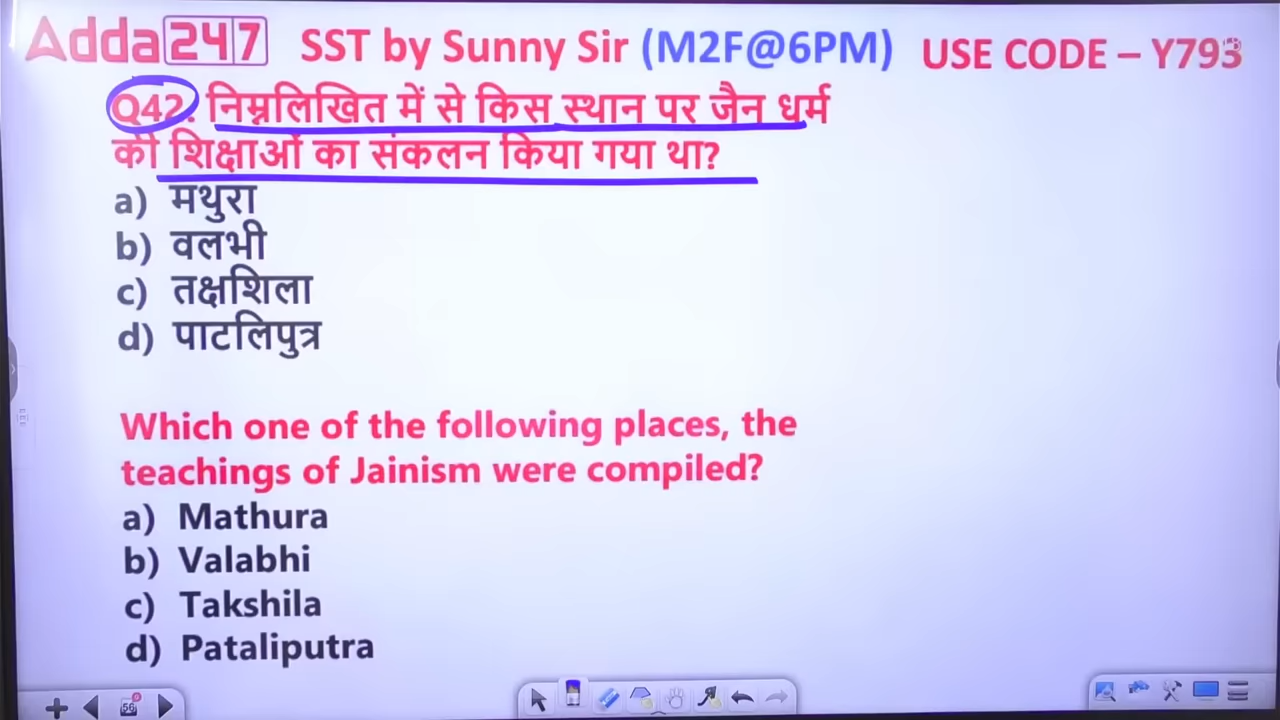 Adda247 SST by Sunny Sir (M2F@6PM) USE CODE – Y793
Q42. निम्नलिखित में से किस स्थान पर जैन धर्म
की शिक्षाओं का संकलन किया गया था?
a) मथुरा
b) वलभी
c) तक्षशिला
d) पाटलिपुत्र
Which one of the following places, the
teachings of Jainism were compiled?
a) Mathura
b) Valabhi
c) Takshila
d) Pataliputra
56